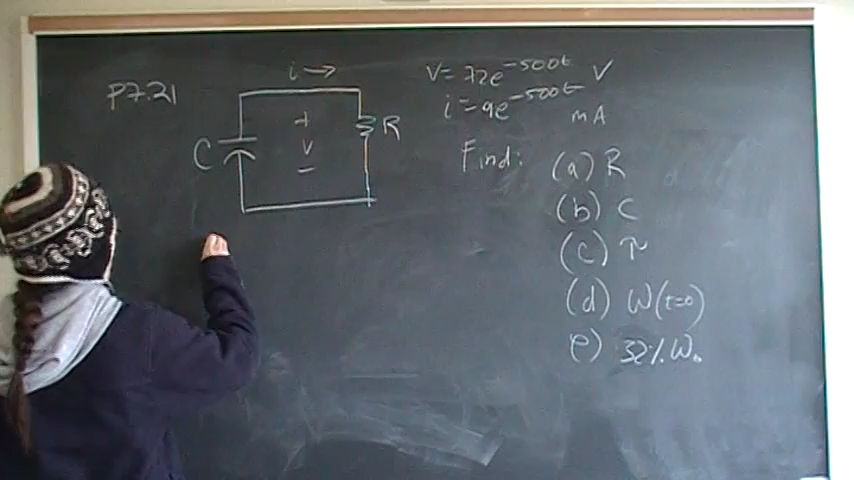 P7.21
i →
C
+
v
−
R
v = 72e^-500t V
i = 9e^-500t mA
Find:
(a) R
(b) C
(c) τ
(d) W(t=0)
e) 32% W₀